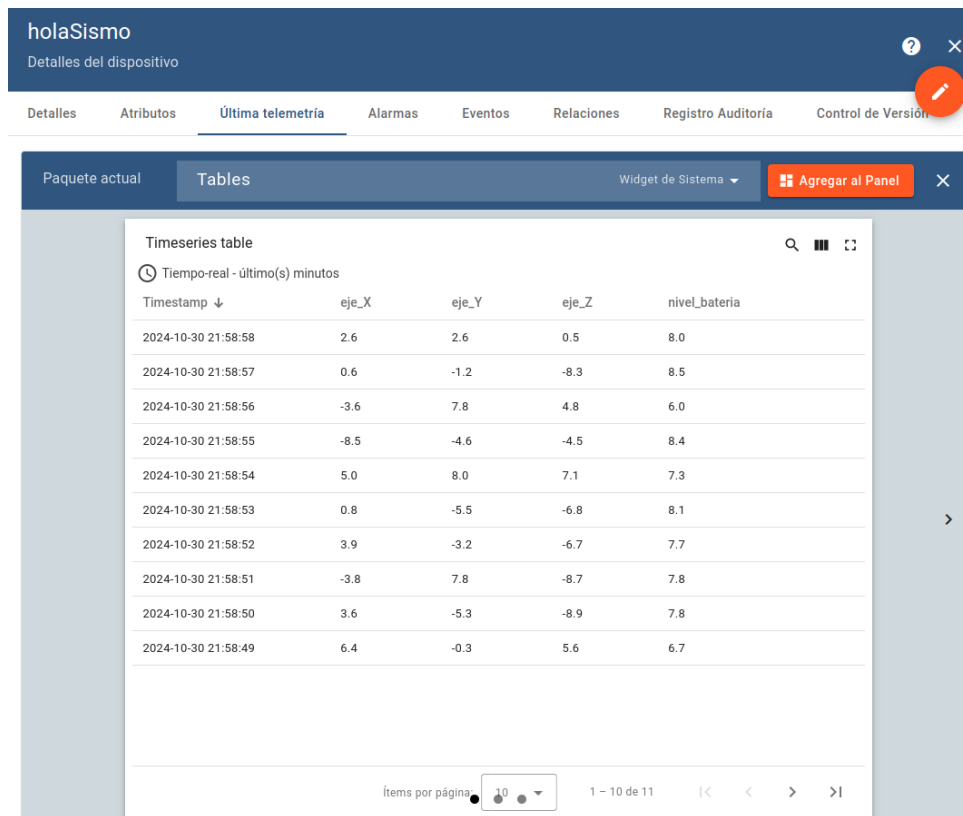 holaSismo
Detalles del dispositivo
Detalles Atributos Última telemetría Alarmas Eventos Relaciones Registro Auditoría Control de Versión
Paquete actual Tables Widget de Sistema Agregar al Panel
Timeseries table
Tiempo-real - último(s) minutos
Timestamp eje_X eje_Y eje_Z nivel_bateria
2024-10-30 21:58:58 2.6 2.6 0.5 8.0
2024-10-30 21:58:57 0.6 -1.2 -8.3 8.5
2024-10-30 21:58:56 -3.6 7.8 4.8 6.0
2024-10-30 21:58:55 -8.5 -4.6 -4.5 8.4
2024-10-30 21:58:54 5.0 8.0 7.1 7.3
2024-10-30 21:58:53 0.8 -5.5 -6.8 8.1
2024-10-30 21:58:52 3.9 -3.2 -6.7 7.7
2024-10-30 21:58:51 -3.8 7.8 -8.7 7.8
2024-10-30 21:58:50 3.6 -5.3 -8.9 7.8
2024-10-30 21:58:49 6.4 -0.3 5.6 6.7
Ítems por página: 10 1 – 10 de 11